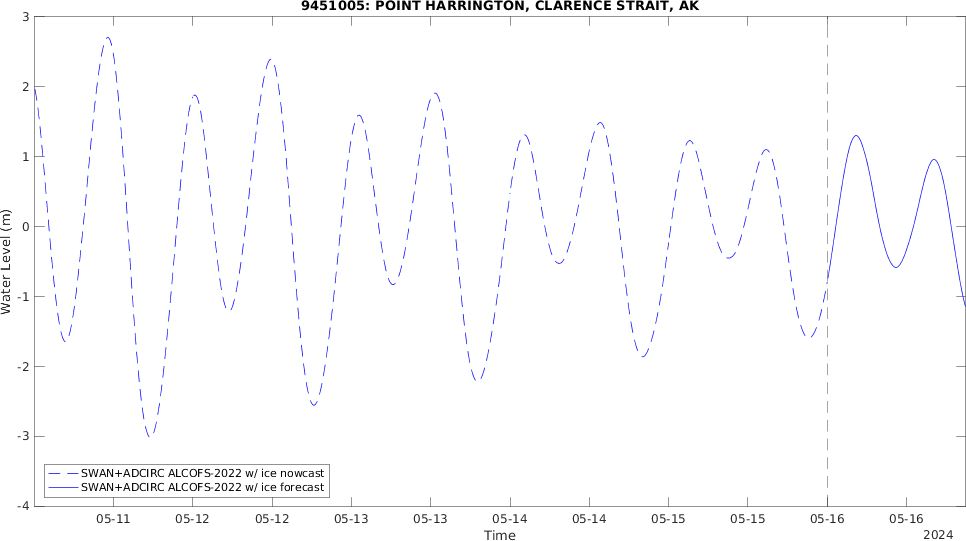 9451005: POINT HARRINGTON, CLARENCE STRAIT, AK
3
2
1
0
-1
-2
-3
-4
Water Level (m)
SWAN+ADCIRC ALCOFS-2022 w/ ice nowcast
SWAN+ADCIRC ALCOFS-2022 w/ ice forecast
05-11 05-12 05-12 05-13 05-13 05-14 05-14 05-15 05-15 05-16 05-16
Time
2024